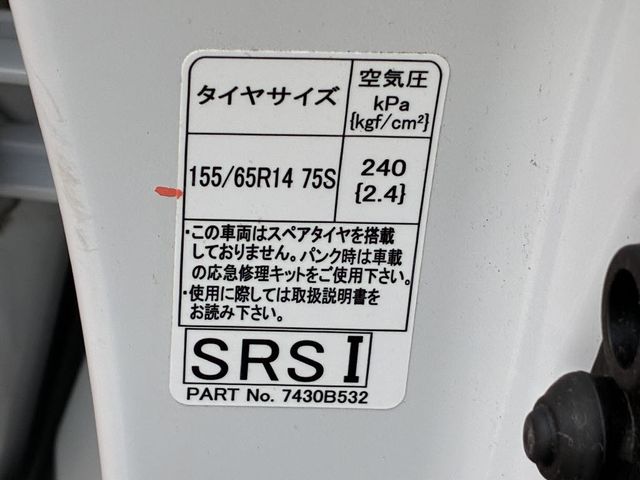 タイヤサイズ
空気圧
kPa
{kgf/cm²}
155/65R14 75S
240
{2.4}
・この車両はスペアタイヤを搭載
しておりません。パンク時は車載
の応急修理キットをご使用下さい。
・使用に際しては取扱説明書を
お読み下さい。
SRS I
PART No. 7430B532